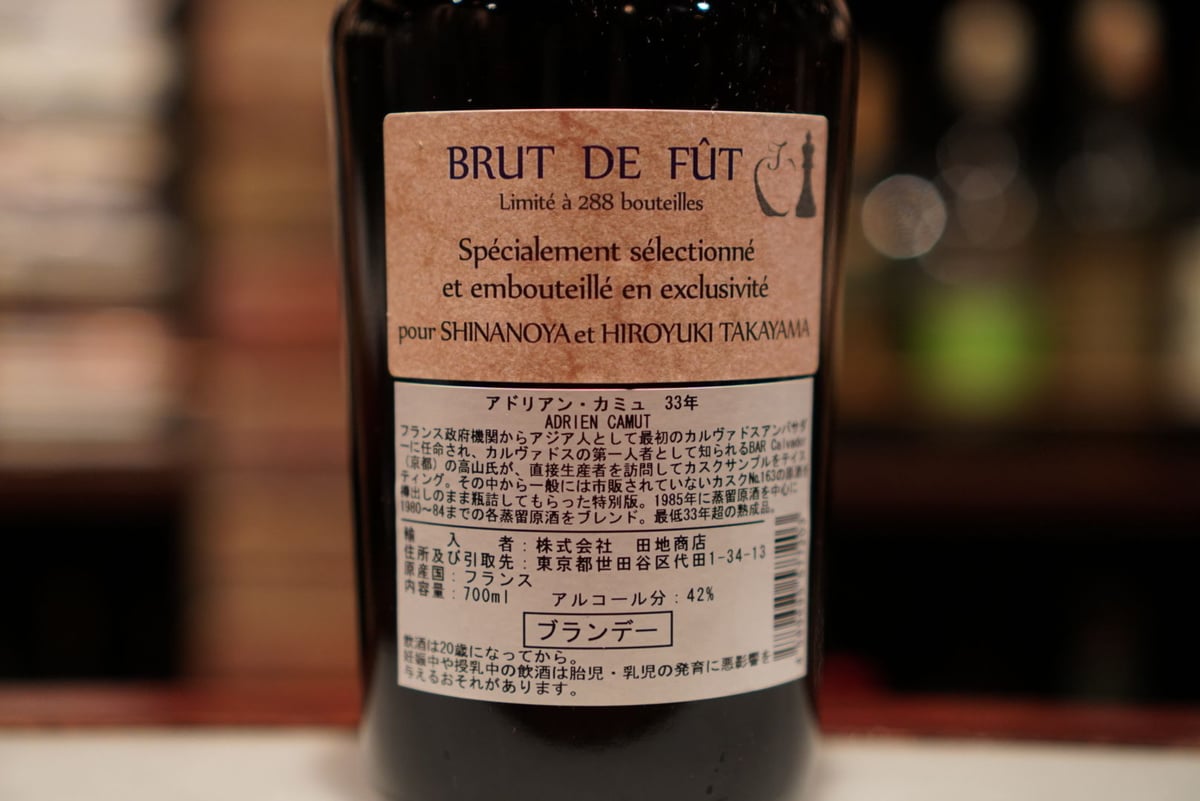 BRUT DE FÛT
Limité à 288 bouteilles
Spécialement sélectionné
et embouteillé en exclusivité
pour SHINANOYA et HIROYUKI TAKAYAMA
アドリアン・カミュ 33年
ADRIEN CAMUT
フランス政府機関からアジア人として最初のカルヴァドスアンバサダ
ーに任命され、カルヴァドスの第一人者として知られるBAR Calvador
(京都)の高山氏が、直接生産者を訪問してカスクサンプルをテイス
ティング。その中から一般には市販されていないカスク№163の原酒を
樽出しのまま瓶詰してもらった特別版。1985年に蒸留原酒を中心に
1980〜84までの各蒸留原酒をブレンド。最低33年超の熟成品。
輸入者:株式会社 田地商店
住所及び引取先:東京都世田谷区代田1-34-13
原産国:フランス
内容量:700ml アルコール分:42%
ブランデー
飲酒は20歳になってから。
妊娠中や授乳中の飲酒は胎児・乳児の発育に悪影響を
与えるおそれがあります。